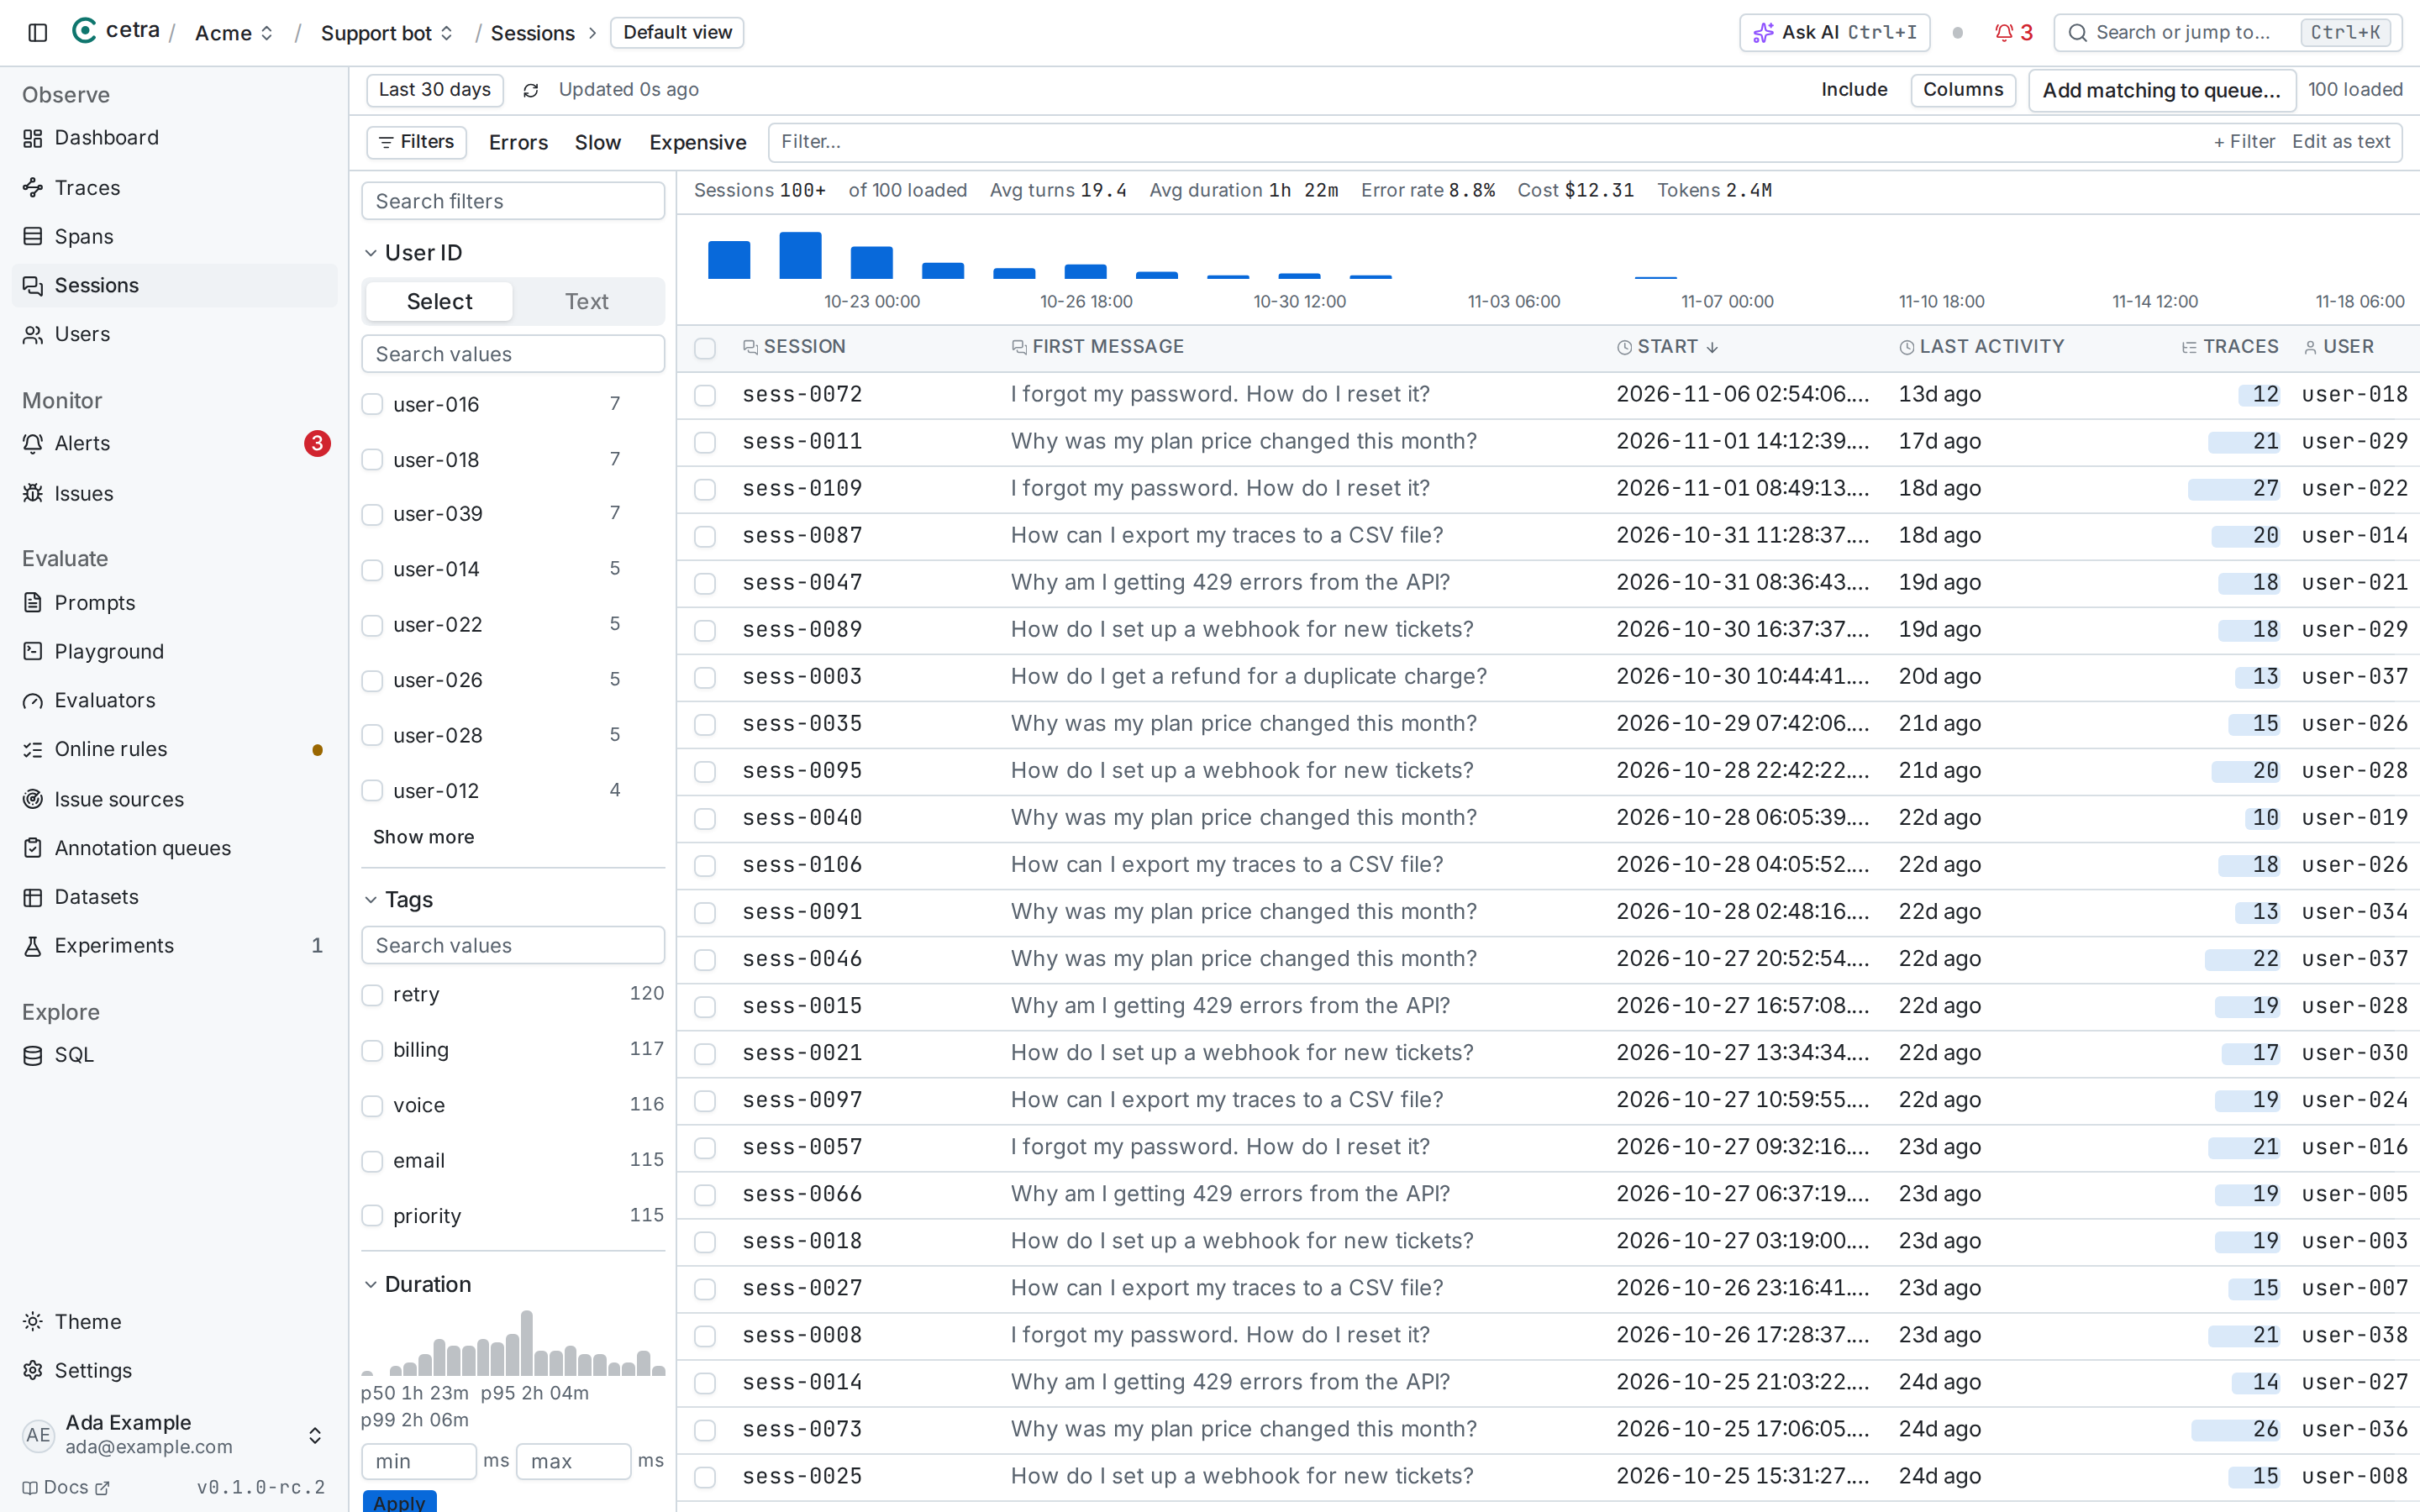 cetra / Acme / Support bot / Sessions > Default view
Ask AI Ctrl+I
3
Search or jump to... Ctrl+K
Observe
Dashboard
Traces
Spans
Sessions
Users
Monitor
Alerts 3
Issues
Evaluate
Prompts
Playground
Evaluators
Online rules
Issue sources
Annotation queues
Datasets
Experiments 1
Explore
SQL
Theme
Settings
AE Ada Example
ada@example.com
Docs v0.1.0-rc.2
Last 30 days Updated 0s ago
Include Columns Add matching to queue... 100 loaded
Filters Errors Slow Expensive Filter... + Filter Edit as text
Search filters
User ID
Select Text
Search values
user-016 7
user-018 7
user-039 7
user-014 5
user-022 5
user-026 5
user-028 5
user-012 4
Show more
Tags
Search values
retry 120
billing 117
voice 116
email 115
priority 115
Duration
p50 1h 23m p95 2h 04m
p99 2h 06m
min ms max ms
Apply
Sessions 100+ of 100 loaded Avg turns 19.4 Avg duration 1h 22m Error rate 8.8% Cost $12.31 Tokens 2.4M
10-23 00:00 10-26 18:00 10-30 12:00 11-03 06:00 11-07 00:00 11-10 18:00 11-14 12:00 11-18 06:00
SESSION FIRST MESSAGE START LAST ACTIVITY TRACES USER
sess-0072 I forgot my password. How do I reset it? 2026-11-06 02:54:06.... 13d ago 12 user-018
sess-0011 Why was my plan price changed this month? 2026-11-01 14:12:39.... 17d ago 21 user-029
sess-0109 I forgot my password. How do I reset it? 2026-11-01 08:49:13.... 18d ago 27 user-022
sess-0087 How can I export my traces to a CSV file? 2026-10-31 11:28:37.... 18d ago 20 user-014
sess-0047 Why am I getting 429 errors from the API? 2026-10-31 08:36:43.... 19d ago 18 user-021
sess-0089 How do I set up a webhook for new tickets? 2026-10-30 16:37:37.... 19d ago 18 user-029
sess-0003 How do I get a refund for a duplicate charge? 2026-10-30 10:44:41.... 20d ago 13 user-037
sess-0035 Why was my plan price changed this month? 2026-10-29 07:42:06.... 21d ago 15 user-026
sess-0095 How do I set up a webhook for new tickets? 2026-10-28 22:42:22.... 21d ago 20 user-028
sess-0040 Why was my plan price changed this month? 2026-10-28 06:05:39.... 22d ago 10 user-019
sess-0106 How can I export my traces to a CSV file? 2026-10-28 04:05:52.... 22d ago 18 user-026
sess-0091 Why was my plan price changed this month? 2026-10-28 02:48:16.... 22d ago 13 user-034
sess-0046 Why was my plan price changed this month? 2026-10-27 20:52:54.... 22d ago 22 user-037
sess-0015 Why am I getting 429 errors from the API? 2026-10-27 16:57:08.... 22d ago 19 user-028
sess-0021 How do I set up a webhook for new tickets? 2026-10-27 13:34:34.... 22d ago 17 user-030
sess-0097 How can I export my traces to a CSV file? 2026-10-27 10:59:55.... 22d ago 19 user-024
sess-0057 I forgot my password. How do I reset it? 2026-10-27 09:32:16.... 23d ago 21 user-016
sess-0066 Why am I getting 429 errors from the API? 2026-10-27 06:37:19.... 23d ago 19 user-005
sess-0018 How do I set up a webhook for new tickets? 2026-10-27 03:19:00.... 23d ago 19 user-003
sess-0027 How can I export my traces to a CSV file? 2026-10-26 23:16:41.... 23d ago 15 user-007
sess-0008 I forgot my password. How do I reset it? 2026-10-26 17:28:37.... 23d ago 21 user-038
sess-0014 Why am I getting 429 errors from the API? 2026-10-25 21:03:22.... 24d ago 14 user-027
sess-0073 Why was my plan price changed this month? 2026-10-25 17:06:05.... 24d ago 26 user-036
sess-0025 How do I set up a webhook for new tickets? 2026-10-25 15:31:27.... 24d ago 15 user-008